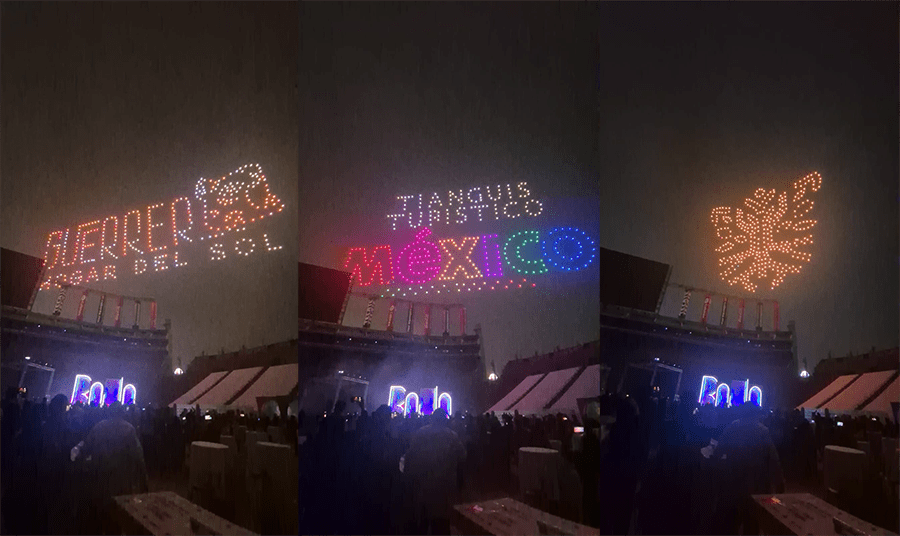 GUERRERO
HOGAR DEL SOL
TIANGUIS
TURÍSTICO
MéXiCO